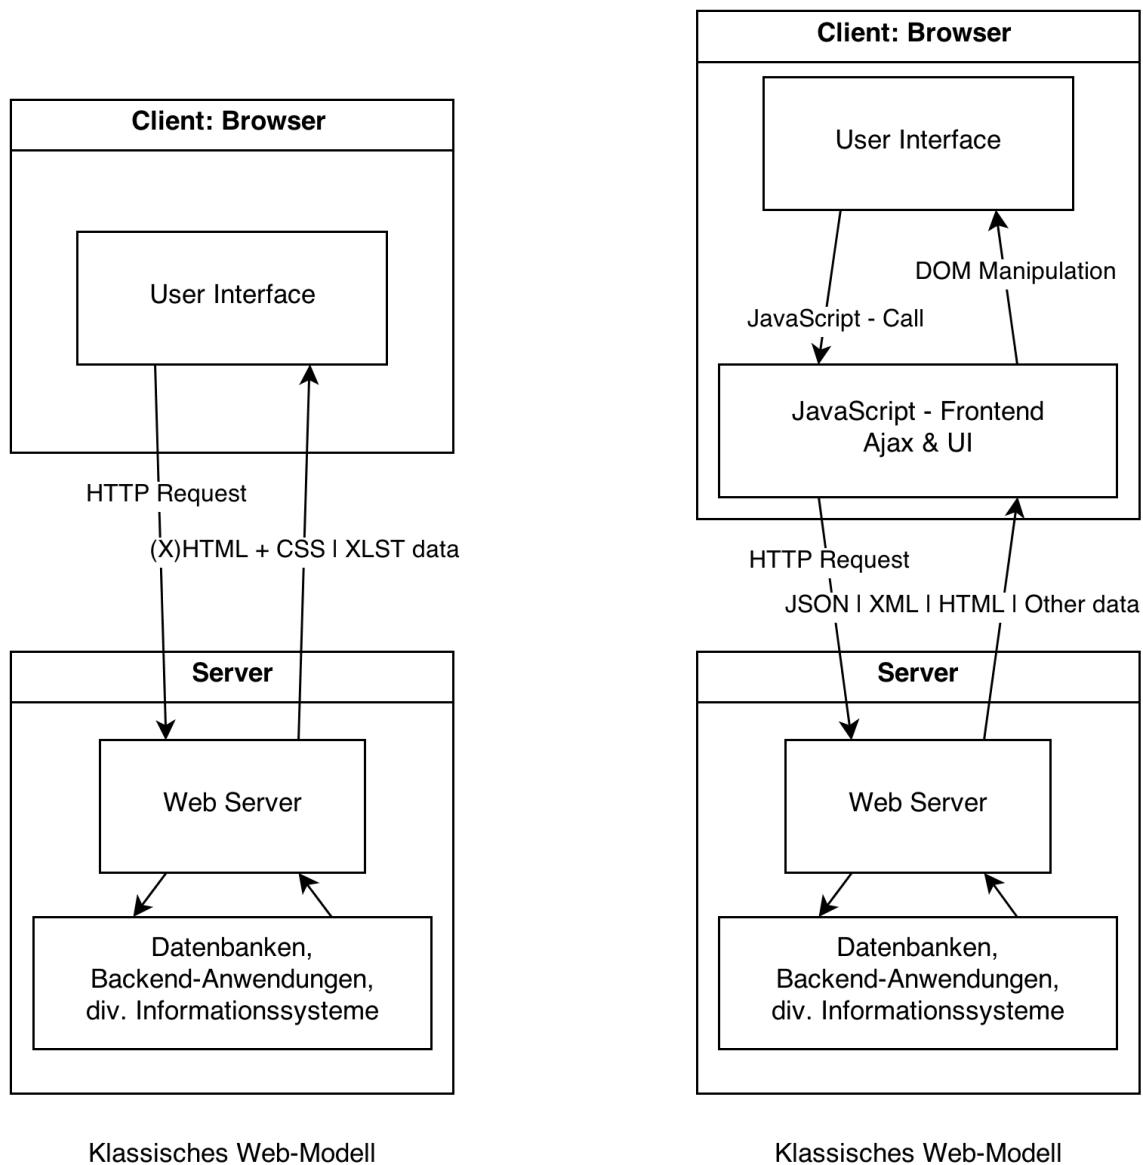 Client: Browser
User Interface
HTTP Request
(X)HTML + CSS | XLST data
Server
Web Server
Datenbanken,
Backend-Anwendungen,
div. Informationssysteme
Klassisches Web-Modell
Client: Browser
User Interface
DOM Manipulation
JavaScript - Call
JavaScript - Frontend
Ajax & UI
HTTP Request
JSON | XML | HTML | Other data
Server
Web Server
Datenbanken,
Backend-Anwendungen,
div. Informationssysteme
Klassisches Web-Modell